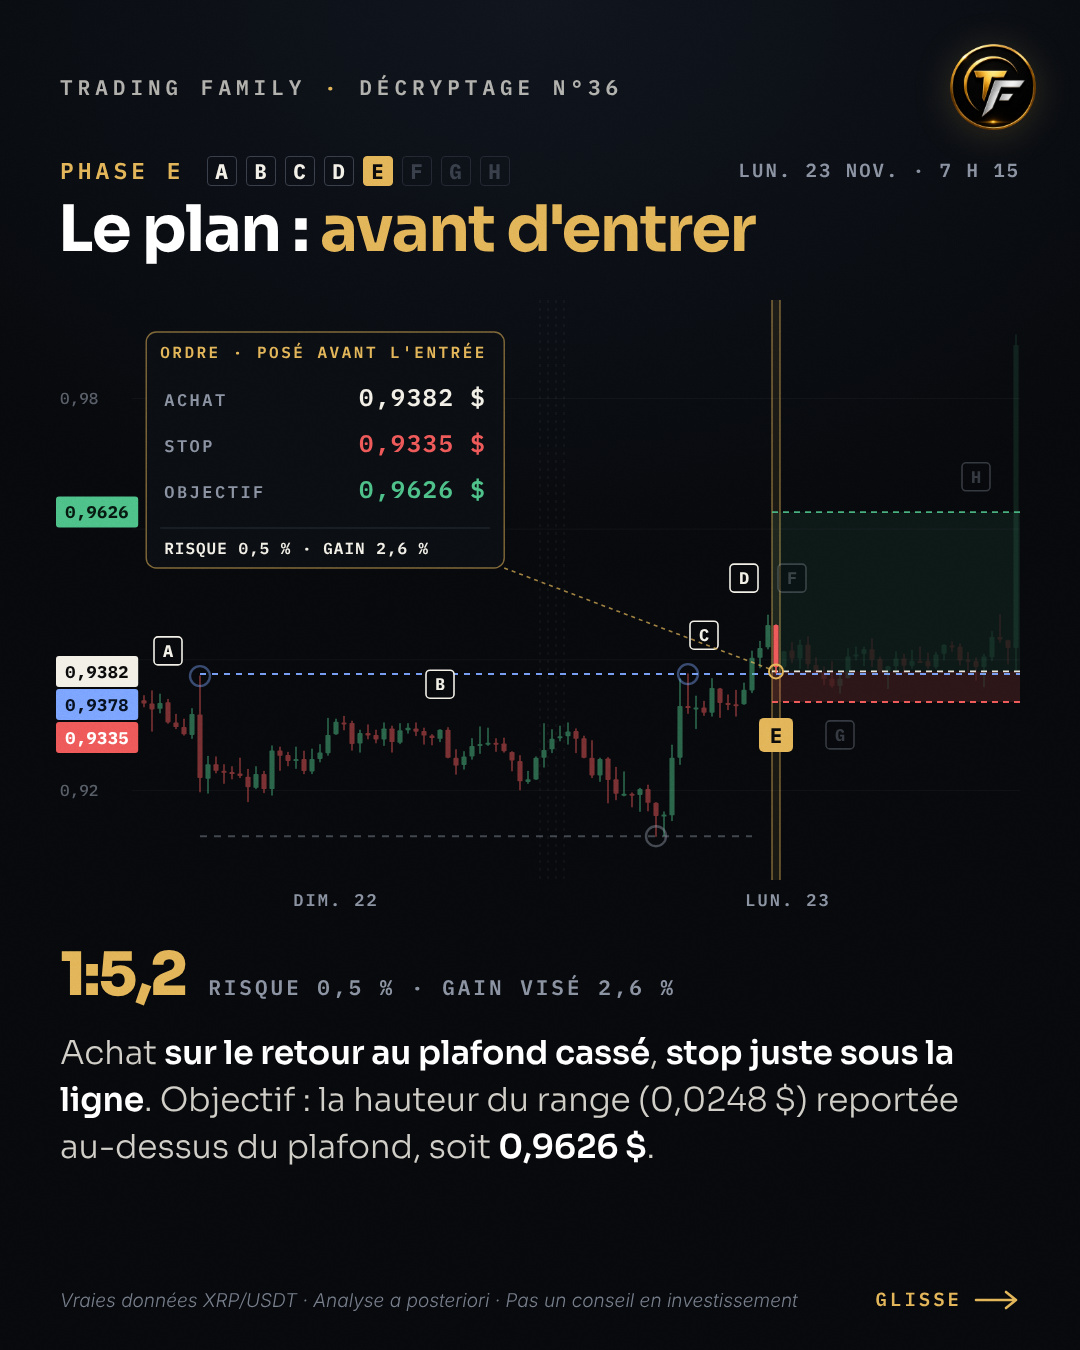 TRADING FAMILY · DÉCRYPTAGE N°36
TF
PHASE E A B C D E F G H
LUN. 23 NOV. · 7 H 15
Le plan : avant d'entrer
ORDRE · POSÉ AVANT L'ENTRÉE
ACHAT 0,9382 $
STOP 0,9335 $
OBJECTIF 0,9626 $
RISQUE 0,5 % · GAIN 2,6 %
0,98
H
0,9626
D F
C
A
0,9382
B
0,9378
0,9335
E G
0,92
DIM. 22 LUN. 23
1:5,2 RISQUE 0,5 % · GAIN VISÉ 2,6 %
Achat sur le retour au plafond cassé, stop juste sous la
ligne. Objectif : la hauteur du range (0,0248 $) reportée
au-dessus du plafond, soit 0,9626 $.
Vraies données XRP/USDT · Analyse a posteriori · Pas un conseil en investissement
GLISSE